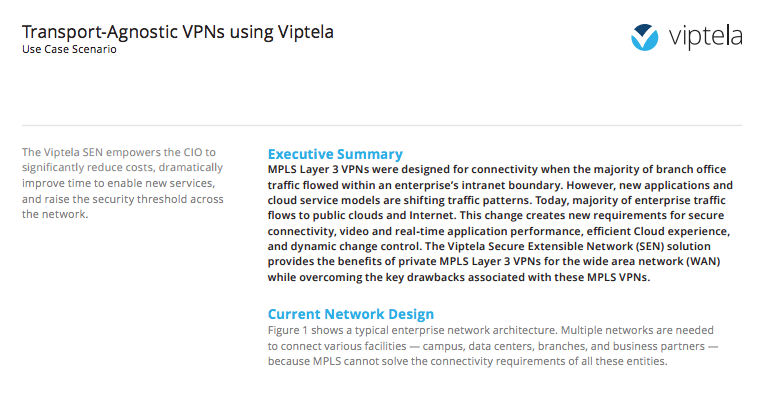 Transport-Agnostic VPNs using Viptela
Use Case Scenario
viptela
The Viptela SEN empowers the CIO to
significantly reduce costs, dramatically
improve time to enable new services,
and raise the security threshold across
the network.
Executive Summary
MPLS Layer 3 VPNs were designed for connectivity when the majority of branch office
traffic flowed within an enterprise’s intranet boundary. However, new applications and
cloud service models are shifting traffic patterns. Today, majority of enterprise traffic
flows to public clouds and Internet. This change creates new requirements for secure
connectivity, video and real-time application performance, efficient Cloud experience,
and dynamic change control. The Viptela Secure Extensible Network (SEN) solution
provides the benefits of private MPLS Layer 3 VPNs for the wide area network (WAN)
while overcoming the key drawbacks associated with these MPLS VPNs.
Current Network Design
Figure 1 shows a typical enterprise network architecture. Multiple networks are needed
to connect various facilities — campus, data centers, branches, and business partners —
because MPLS cannot solve the connectivity requirements of all these entities.